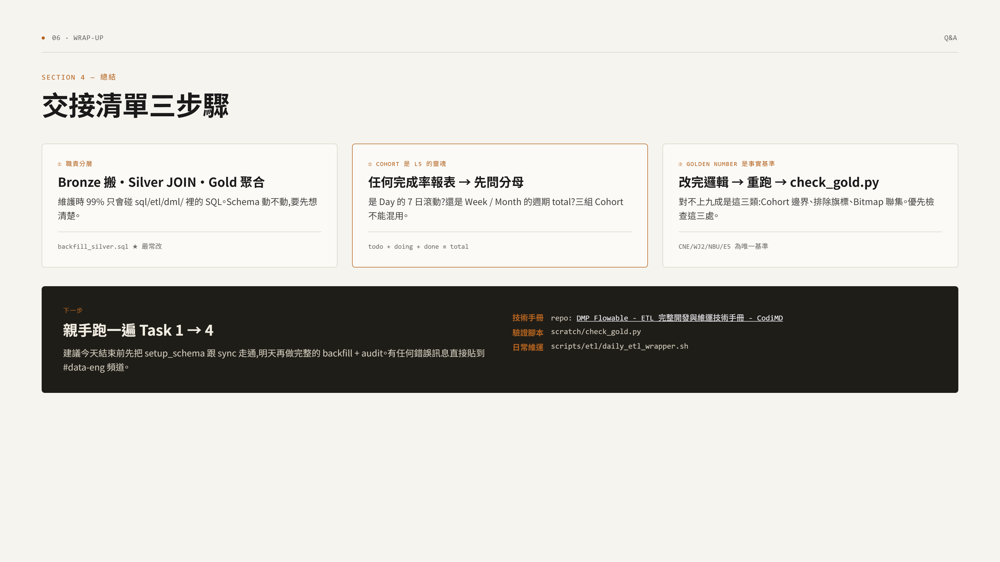 06 · WRAP-UP
Q&A
SECTION 4 — 總結
交接清單三步驟
① 職責分層
Bronze 搬・Silver JOIN・Gold 聚合
維護時 99% 只會碰 sql/etl/dml/ 裡的 SQL。Schema 動不動,要先想
清楚。
backfill_silver.sql ★ 最常改
② COHORT 是 L5 的靈魂
任何完成率報表 → 先問分母
是 Day 的 7 日滾動?還是 Week / Month 的週期 total?三組 Cohort
不能混用。
todo + doing + done ≡ total
③ GOLDEN NUMBER 是事實基準
改完邏輯 → 重跑 → check_gold.py
對不上九成是這三類:Cohort 邊界、排除旗標、Bitmap 聯集。優先檢
查這三處。
CNE/WJ2/NBU/E5 為唯一基準
下一步
親手跑一遍 Task 1 → 4
建議今天結束前先把 setup_schema 跟 sync 走通,明天再做完整的 backfill + audit。有任何錯誤訊息直接貼到
#data-eng 頻道。
技術手冊 repo: DMP Flowable - ETL 完整開發與維運技術手冊 - CodiMD
驗證腳本 scratch/check_gold.py
日常維運 scripts/etl/daily_etl_wrapper.sh